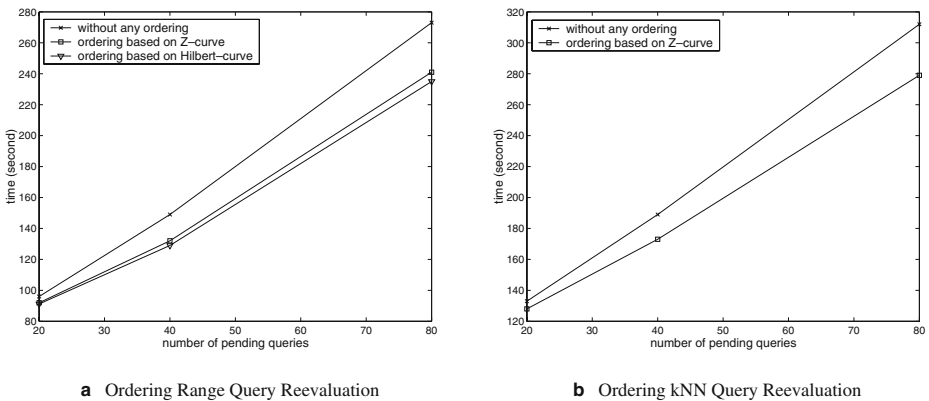 280
260
240
220
200
180
160
140
120
100
80
time (second)
without any ordering
ordering based on Z−curve
ordering based on Hilbert−curve
20 30 40 50 60 70 80
number of pending queries
a Ordering Range Query Reevaluation
320
300
280
260
240
220
200
180
160
140
120
time (second)
without any ordering
ordering based on Z−curve
20 30 40 50 60 70 80
number of pending queries
b Ordering kNN Query Reevaluation